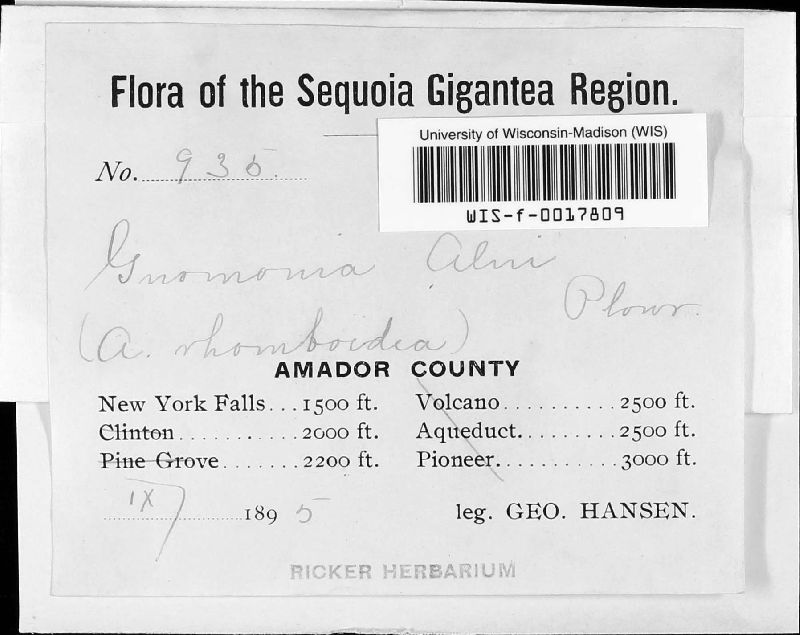 Flora of the Sequoia Gigantea Region.
University of Wisconsin-Madison (WIS)
WIS-f-0017809
No. 935.
Gnomonia Alni
Plowr.
(A. rhomboidea)
AMADOR COUNTY
New York Falls...1500 ft. Volcano..........2500 ft.
Clinton...........2000 ft. Aqueduct.........2500 ft.
Pine Grove.......2200 ft. Pioneer...........3000 ft.
IX 1895 leg. GEO. HANSEN.
RICKER HERBARIUM